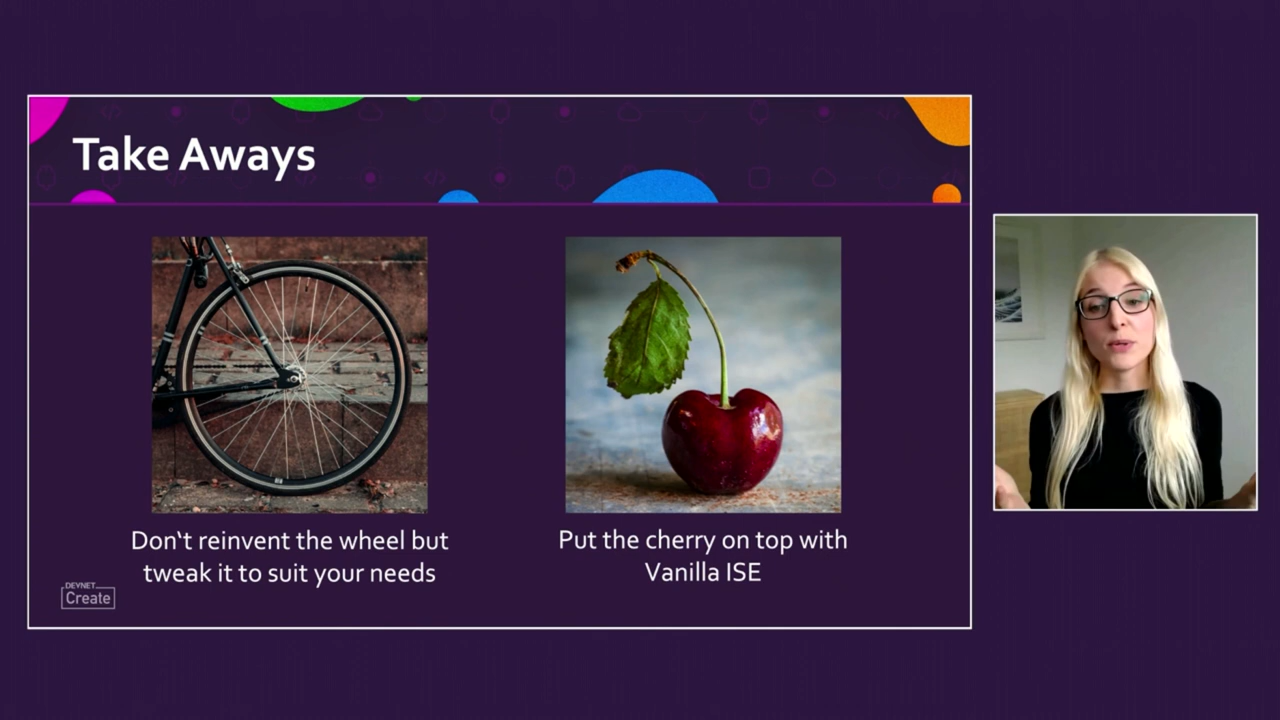 Take Aways
Don‘t reinvent the wheel but
tweak it to suit your needs
Put the cherry on top with
Vanilla ISE
DEVNET
Create